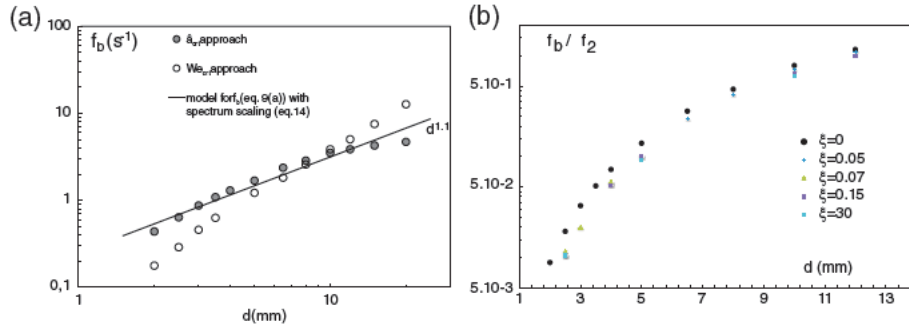 (a)
100
f_b(s^-1)
approach
approach
model for f_b(eq. 9(a)) with
spectrum scaling (eq.14)
d^1.1
10
1
0,1
1
10
d(mm)
(b)
f_b/ f_2
5.10^-1
5.10^-2
5.10^-3
ξ=0
ξ=0.05
ξ=0.07
ξ=0.15
ξ=30
d (mm)
1 3 5 7 9 11 13